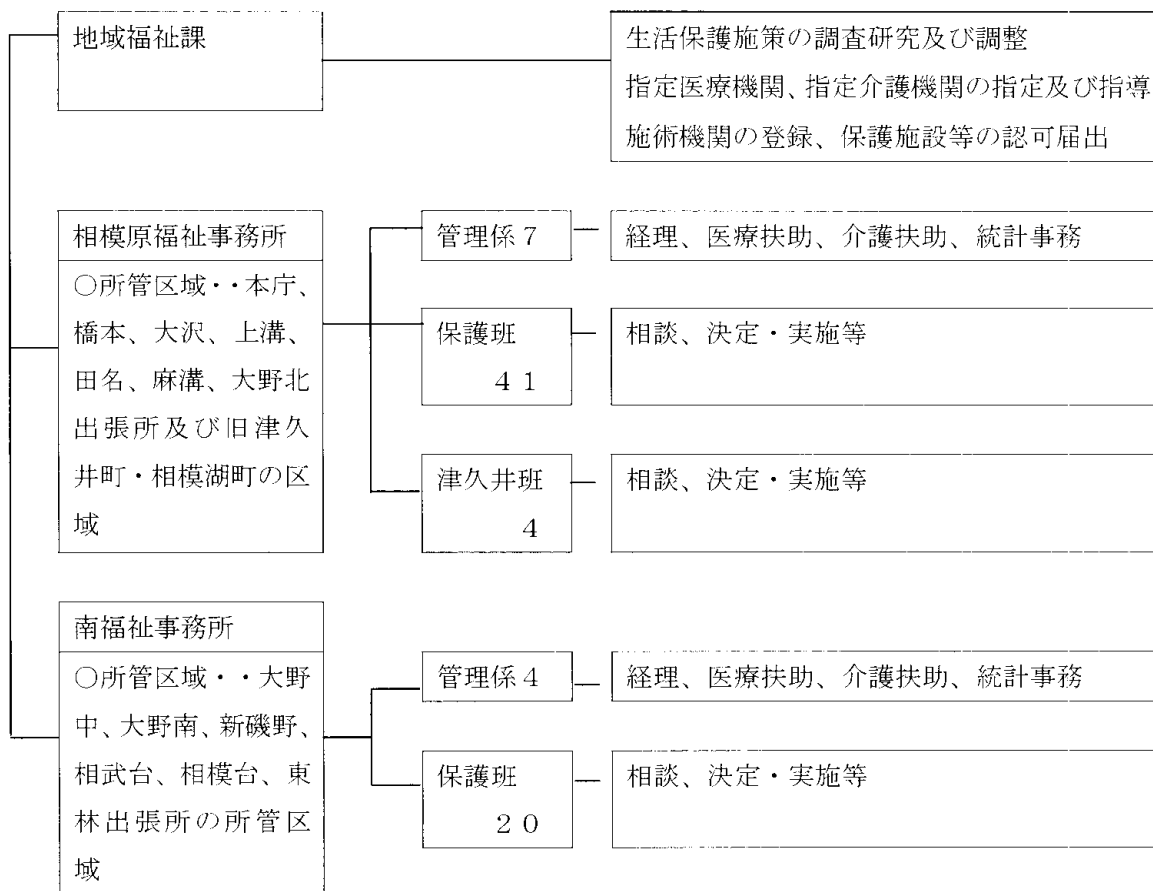 地域福祉課
生活保護施策の調査研究及び調整
指定医療機関、指定介護機関の指定及び指導
施術機関の登録、保護施設等の認可届出
相模原福祉事務所
○所管区域・・本庁、
橋本、大沢、上溝、
田名、麻溝、大野北
出張所及び旧津久
井町・相模湖町の区
域
管理係７
経理、医療扶助、介護扶助、統計事務
保護班
４１
相談、決定・実施等
津久井班
４
相談、決定・実施等
南福祉事務所
○所管区域・・大野
中、大野南、新磯野、
相武台、相模台、東
林出張所の所管区
域
管理係４
経理、医療扶助、介護扶助、統計事務
保護班
２０
相談、決定・実施等